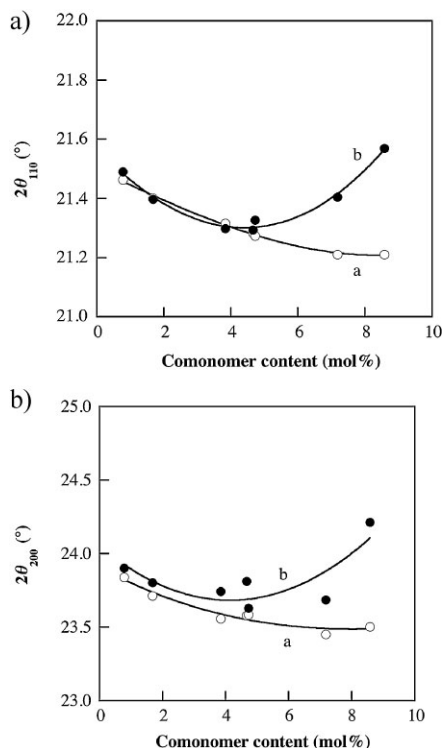 a)
22.0
21.8
21.6
21.4
21.2
21.0
2θ110 (°)
b
a
0 2 4 6 8 10
Comonomer content (mol%)
b)
25.0
24.5
24.0
23.5
23.0
2θ200 (°)
b
a
0 2 4 6 8 10
Comonomer content (mol%)